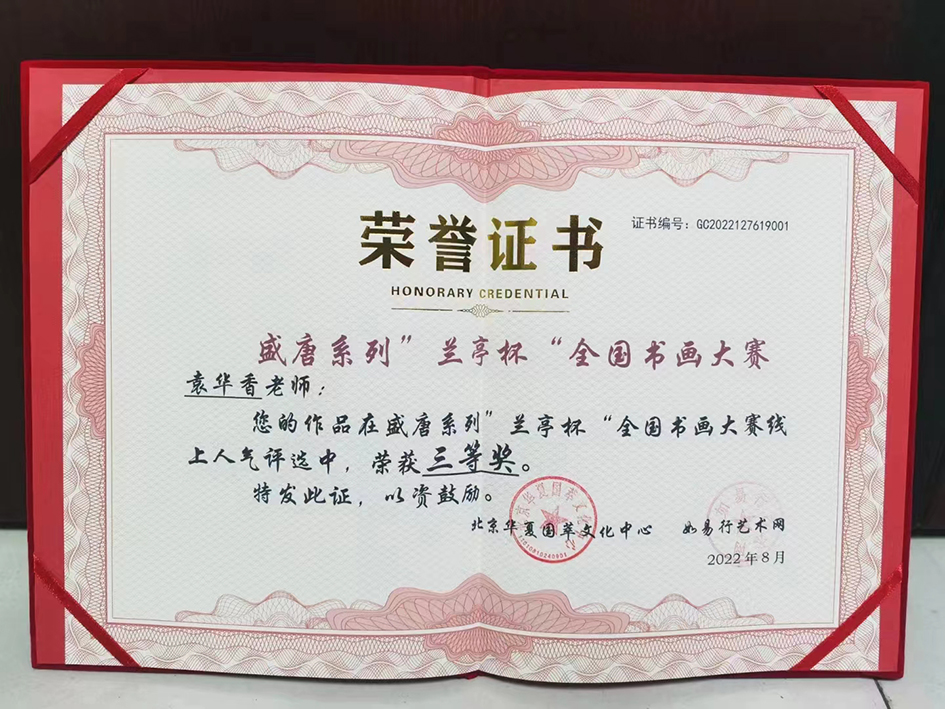 证书编号：GC2022127619001
荣誉证书
HONORARY CREDENTIAL
盛唐系列”兰亭杯“全国书画大赛
袁华香老师：
您的作品在盛唐系列”兰亭杯“全国书画大赛线
上人气评选中，荣获三等奖。
特发此证，以资鼓励。
北京华夏国萃文化中心 如易行艺术网
2022年8月